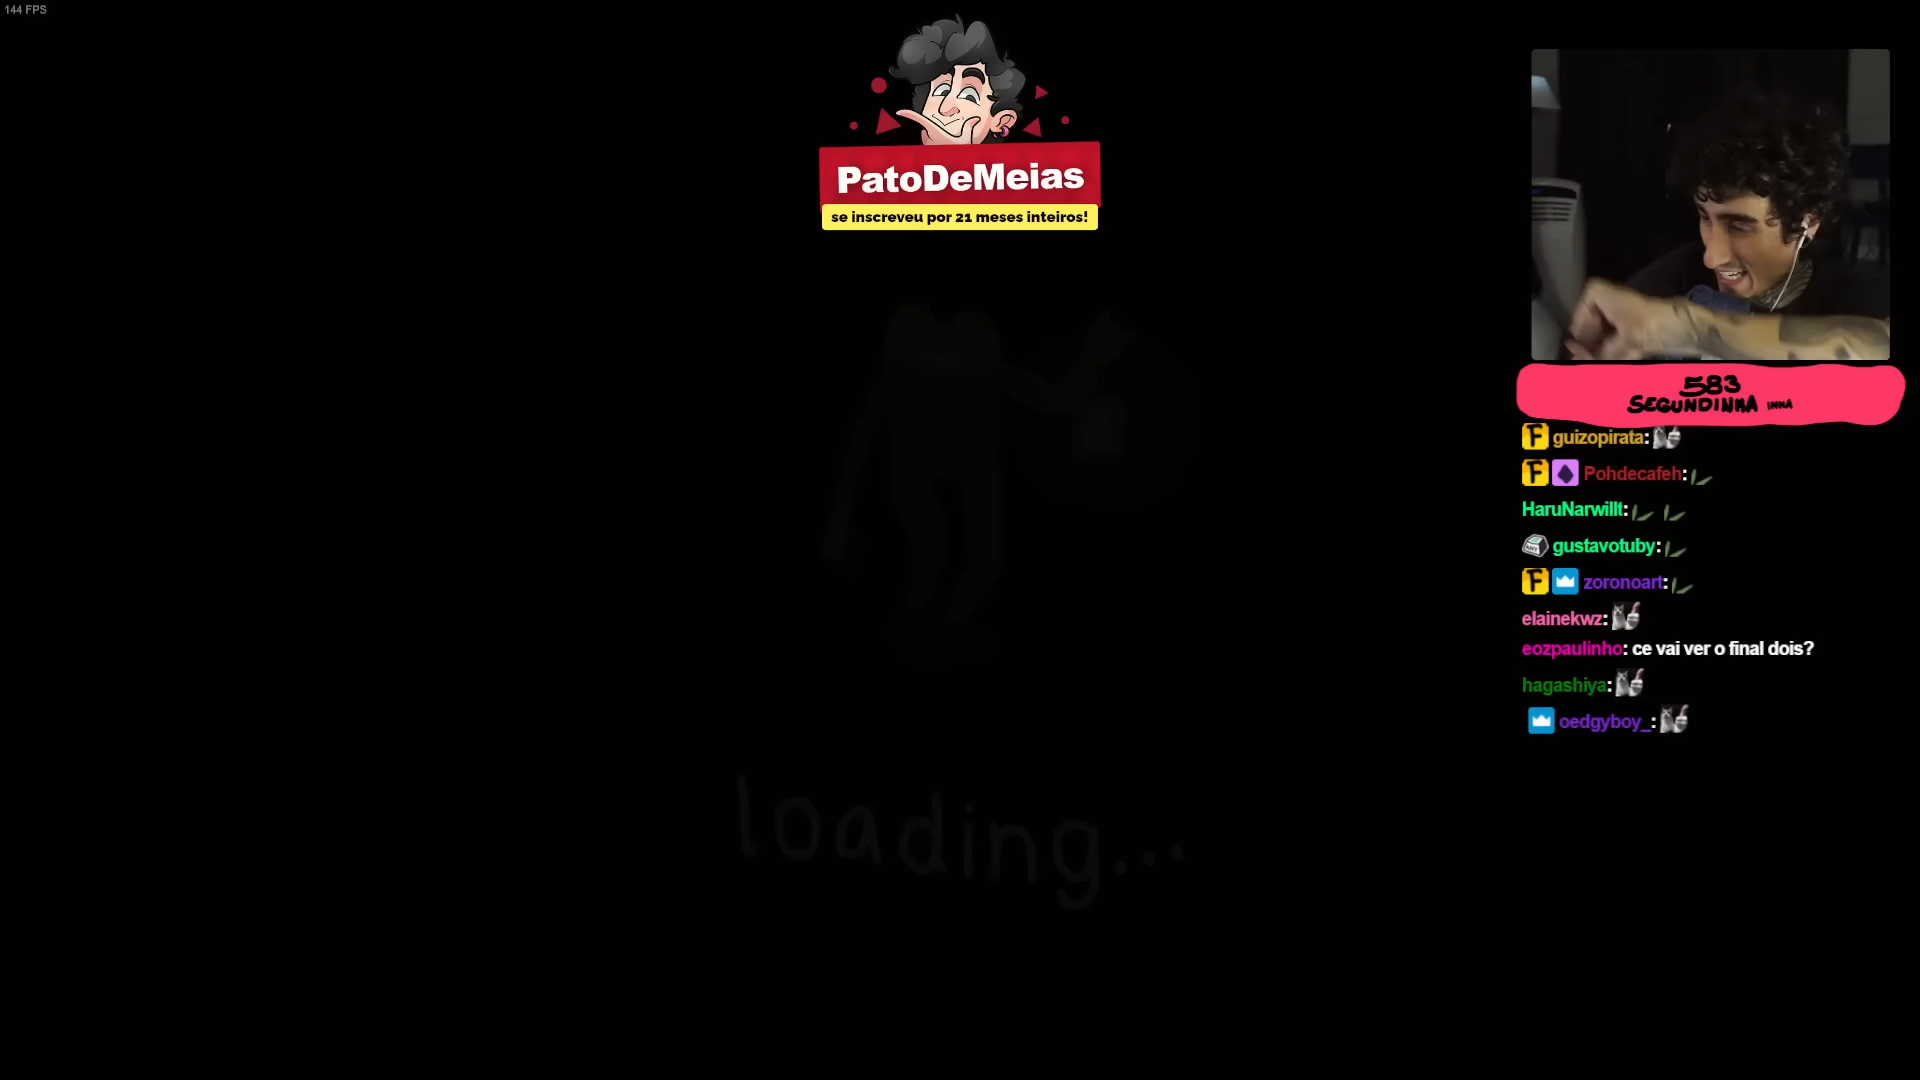 144 FPS
PatoDeMeias
se inscreveu por 21 meses inteiros!
583
SEGUNDINHA INHA
guizopirata:
Pohdecafeh:
HaruNarwillt:
gustavotuby:
zoronoart:
elainekwz:
eozpaulinho: ce vai ver o final dois?
hagashiya:
oedgyboy_:
loading...